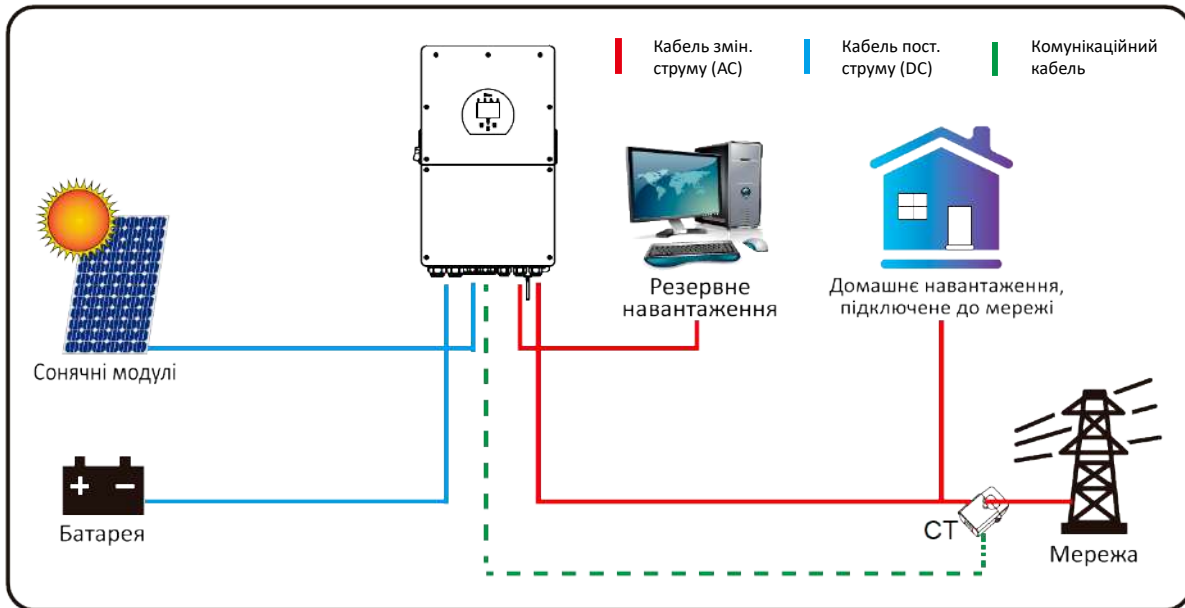 Кабель змін.
струму (AC)
Кабель пост.
струму (DC)
Комунікаційний
кабель
Резервне
навантаження
Домашнє навантаження,
підключене до мережі
Сонячні модулі
+ −
Батарея
CT
Мережа